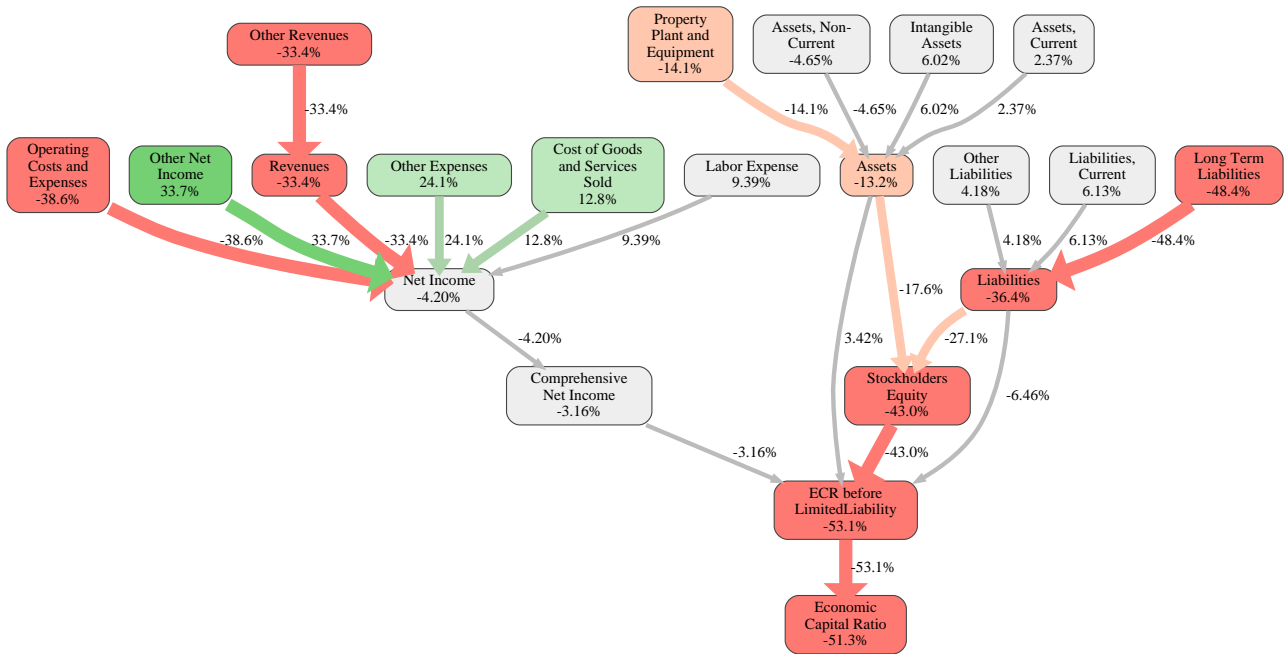 Other Revenues
-33.4%
Property
Plant and
Equipment
-14.1%
Assets, Non-
Current
-4.65%
Intangible
Assets
6.02%
Assets,
Current
2.37%
-33.4%
-14.1%
-4.65%
6.02%
2.37%
Operating
Costs and
Expenses
-38.6%
Other Net
Income
33.7%
Revenues
-33.4%
Other Expenses
24.1%
Cost of Goods
and Services
Sold
12.8%
Labor Expense
9.39%
Assets
-13.2%
Other
Liabilities
4.18%
Liabilities,
Current
6.13%
Long Term
Liabilities
-48.4%
-38.6%
33.7%
-33.4%
24.1%
12.8%
9.39%
4.18%
6.13%
-48.4%
Net Income
-4.20%
-17.6%
Liabilities
-36.4%
-4.20%
3.42%
-27.1%
Comprehensive
Net Income
-3.16%
Stockholders
Equity
-43.0%
-6.46%
-3.16%
-43.0%
ECR before
LimitedLiability
-53.1%
-53.1%
Economic
Capital Ratio
-51.3%